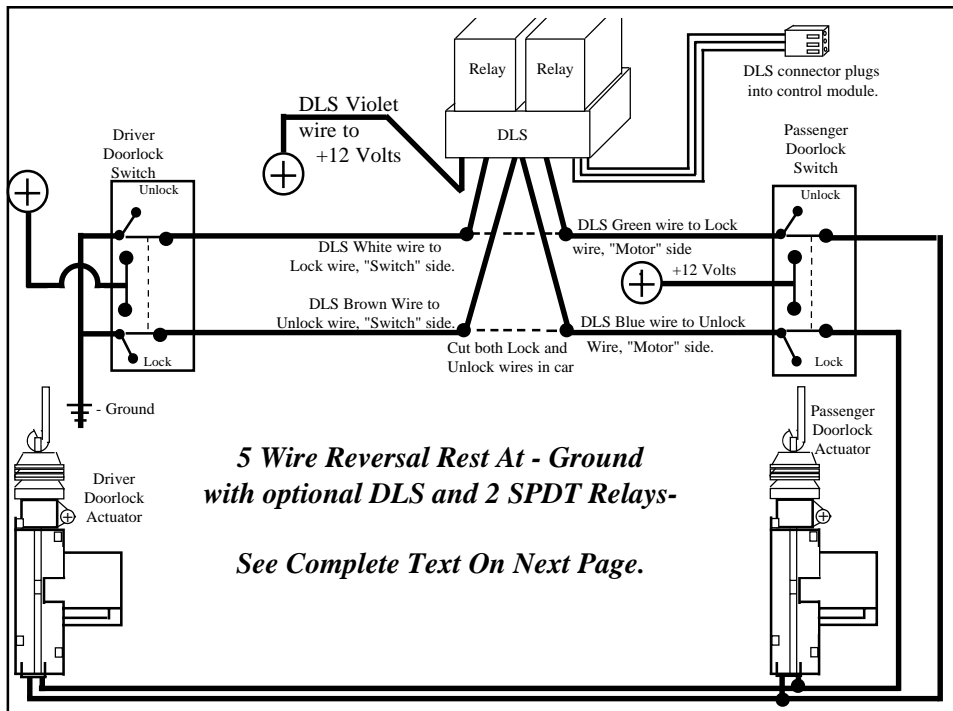 Relay
Relay
DLS
DLS connector plugs
into control module.
DLS Violet
wire to
+12 Volts
Driver
Doorlock
Switch
Passenger
Doorlock
Switch
Unlock
Unlock
DLS White wire to
Lock wire, "Switch" side.
DLS Green wire to Lock
wire, "Motor" side
+12 Volts
DLS Brown Wire to
Unlock wire, "Switch" side.
DLS Blue wire to Unlock
Wire, "Motor" side.
Cut both Lock and
Unlock wires in car
Lock
Lock
- Ground
Passenger
Doorlock
Actuator
Driver
Doorlock
Actuator
5 Wire Reversal Rest At - Ground
with optional DLS and 2 SPDT Relays-
See Complete Text On Next Page.